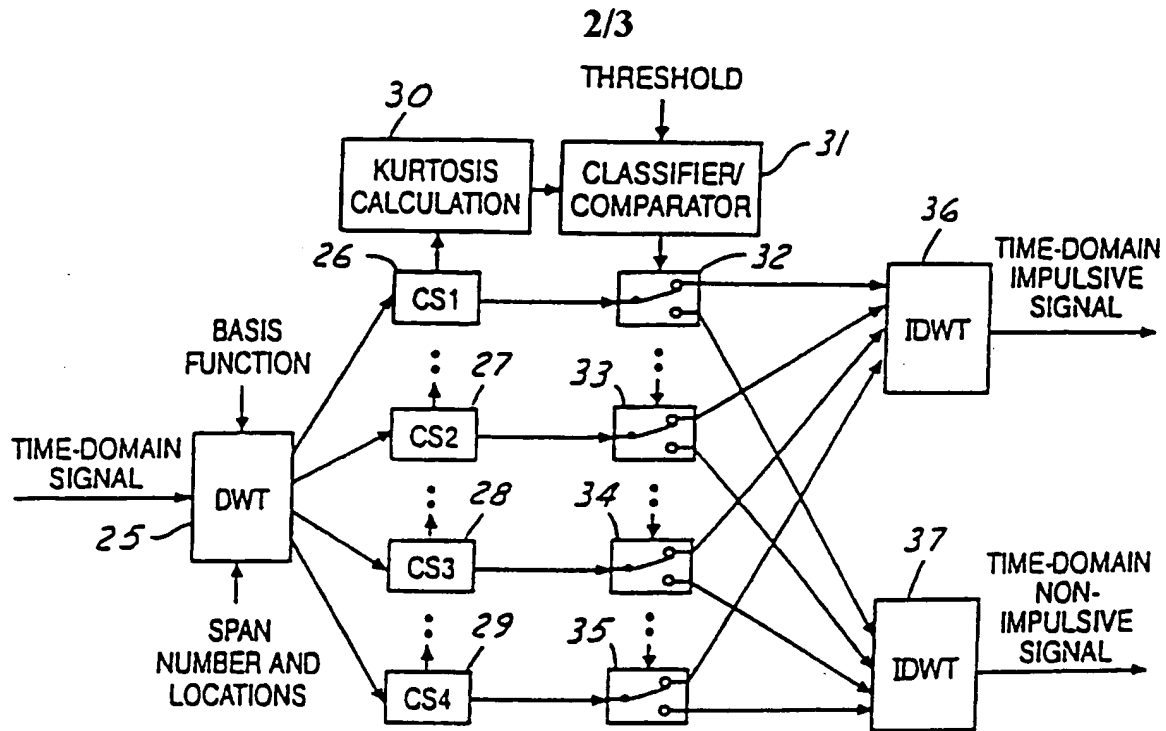 2/3
THRESHOLD
30
KURTOSIS
CALCULATION
CLASSIFIER/
COMPARATOR
31
26
CS1
32
36
IDWT
TIME-DOMAIN
IMPULSIVE
SIGNAL
BASIS
FUNCTION
27
CS2
33
TIME-DOMAIN
SIGNAL
DWT
25
28
CS3
34
37
IDWT
TIME-DOMAIN
NON-
IMPULSIVE
SIGNAL
SPAN
NUMBER AND
LOCATIONS
29
CS4
35